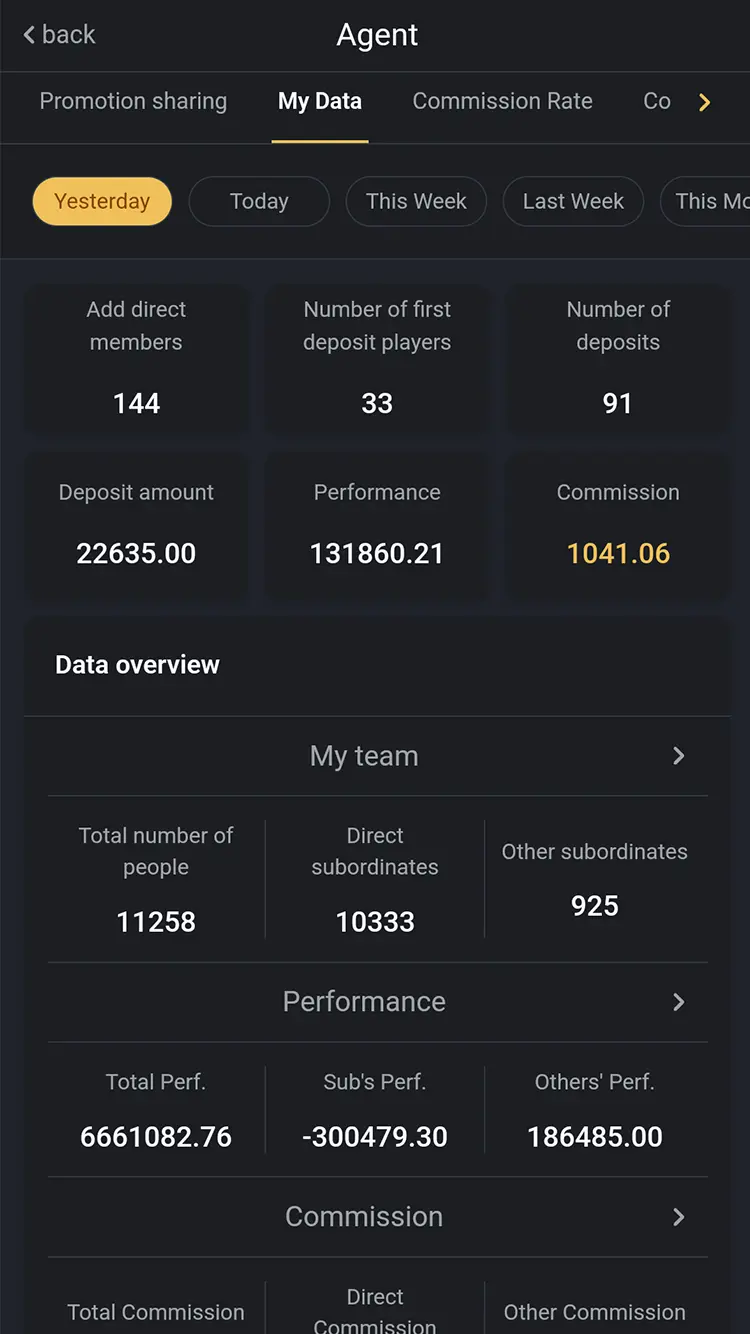 back
Agent
Promotion sharing My Data Commission Rate Co
Yesterday Today This Week Last Week This Mo
Add direct
members
144
Number of first
deposit players
33
Number of
deposits
91
Deposit amount
22635.00
Performance
131860.21
Commission
1041.06
Data overview
My team
Total number of
people
11258
Direct
subordinates
10333
Other subordinates
925
Performance
Total Perf.
6661082.76
Sub's Perf.
-300479.30
Others' Perf.
186485.00
Commission
Total Commission
Direct
Commission
Other Commission